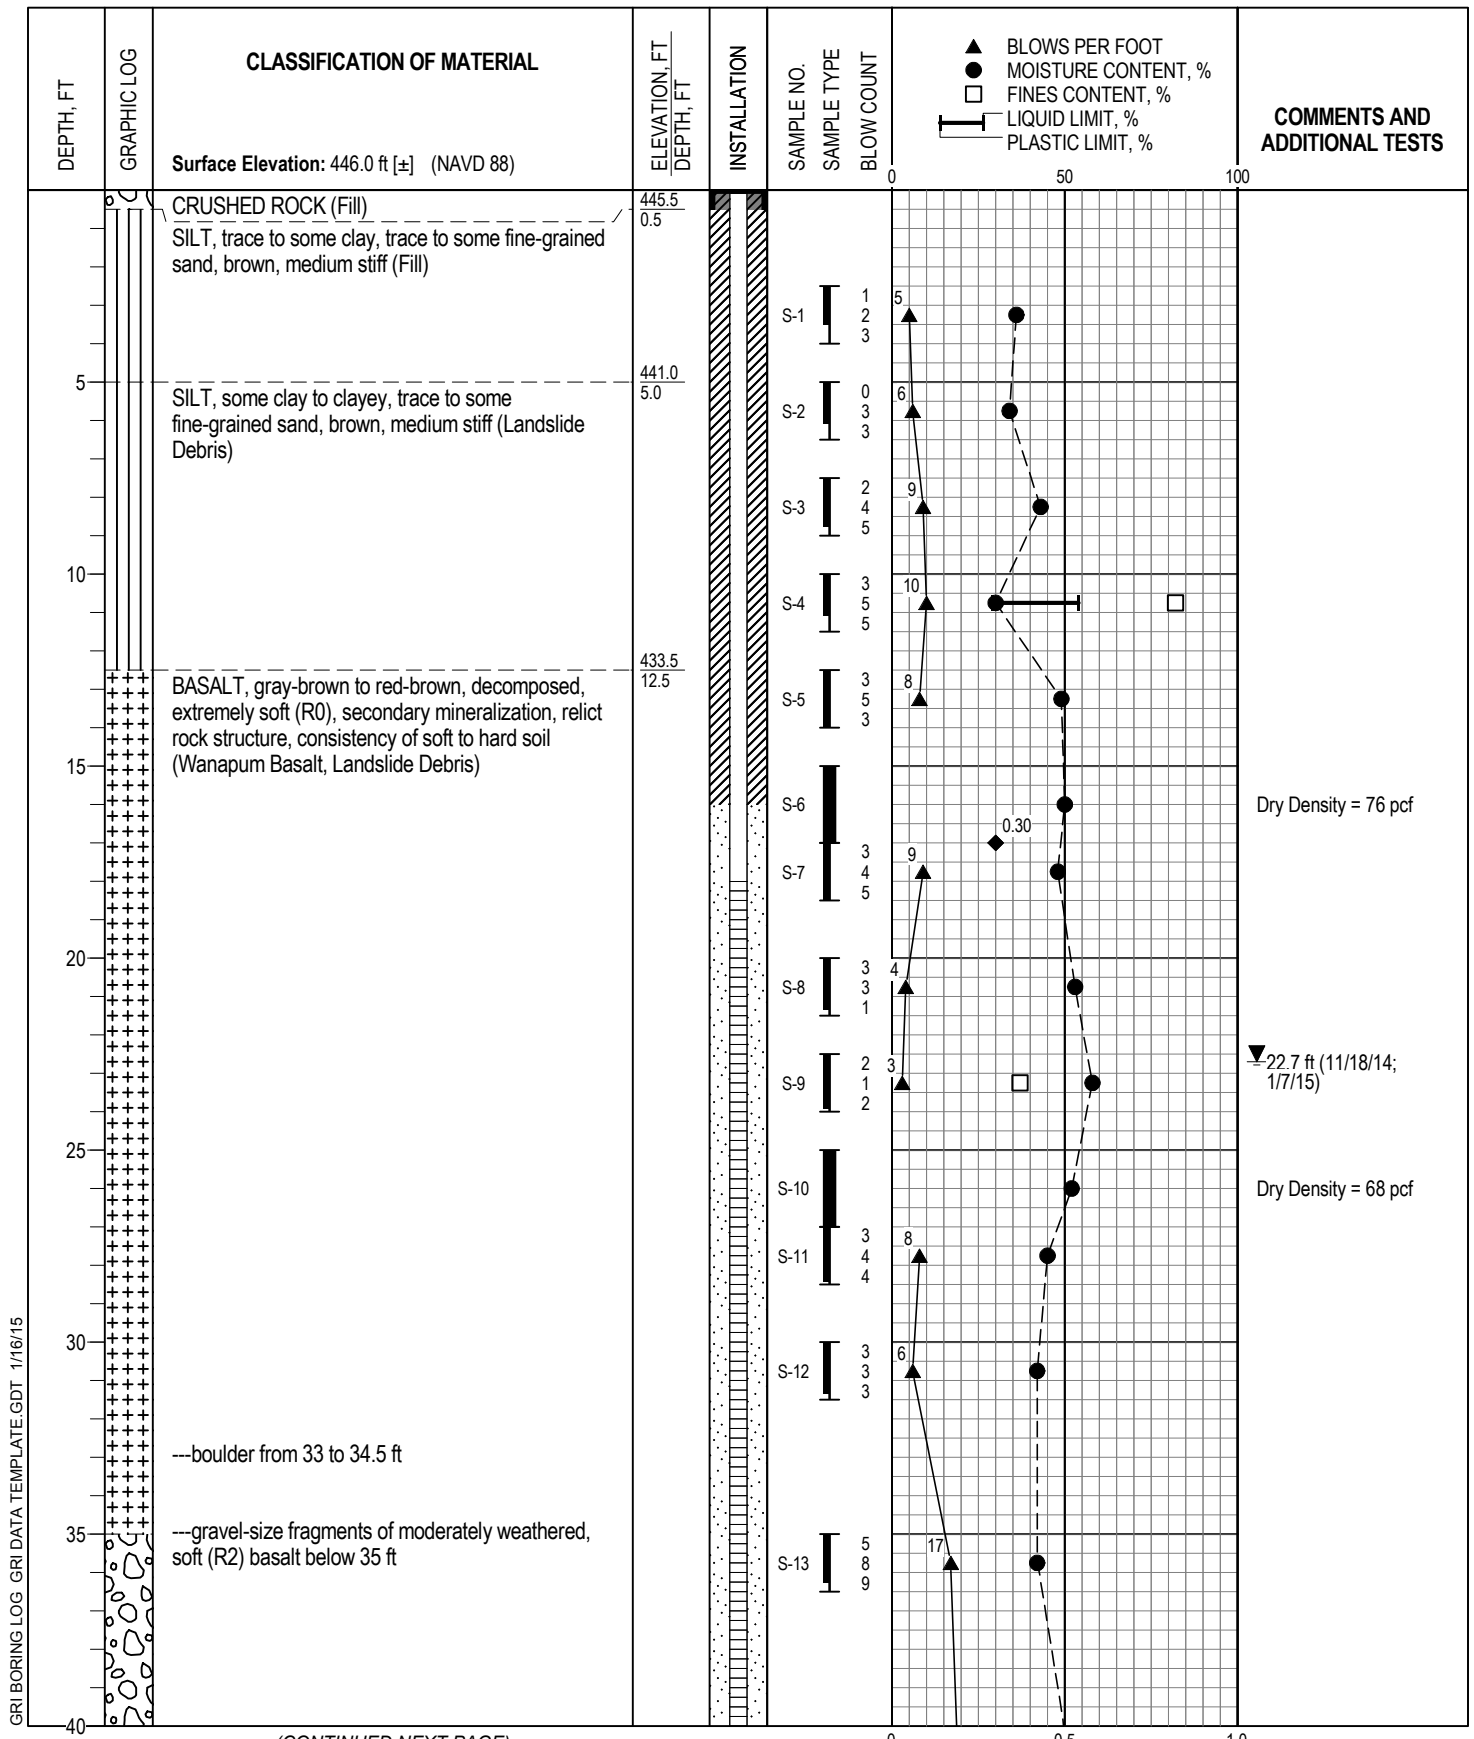 DEPTH, FT
GRAPHIC LOG
CLASSIFICATION OF MATERIAL
Surface Elevation: 446.0 ft [±] (NAVD 88)
ELEVATION, FT
DEPTH, FT
INSTALLATION
SAMPLE NO.
SAMPLE TYPE
BLOW COUNT
BLOWS PER FOOT
MOISTURE CONTENT, %
FINES CONTENT, %
LIQUID LIMIT, %
PLASTIC LIMIT, %
0 50 100
COMMENTS AND
ADDITIONAL TESTS
CRUSHED ROCK (Fill)
445.5
0.5
SILT, trace to some clay, trace to some fine-grained
sand, brown, medium stiff (Fill)
S-1
1
2
3
5
5
441.0
5.0
SILT, some clay to clayey, trace to some
fine-grained sand, brown, medium stiff (Landslide
Debris)
S-2
0
3
3
6
S-3
2
4
5
9
10
S-4
3
5
5
10
433.5
12.5
BASALT, gray-brown to red-brown, decomposed,
extremely soft (R0), secondary mineralization, relict
rock structure, consistency of soft to hard soil
(Wanapum Basalt, Landslide Debris)
S-5
3
5
3
8
15
S-6
Dry Density = 76 pcf
0.30
S-7
3
4
5
9
20
S-8
3
3
1
4
S-9
2
1
2
3
22.7 ft (11/18/14;
1/7/15)
25
S-10
Dry Density = 68 pcf
S-11
3
4
4
8
30
S-12
3
3
3
6
---boulder from 33 to 34.5 ft
35
---gravel-size fragments of moderately weathered,
soft (R2) basalt below 35 ft
S-13
5
8
9
17
40
(CONTINUED NEXT PAGE)
0 0.5 1.0
GRI BORING LOG GRI DATA TEMPLATE.GDT 1/16/15